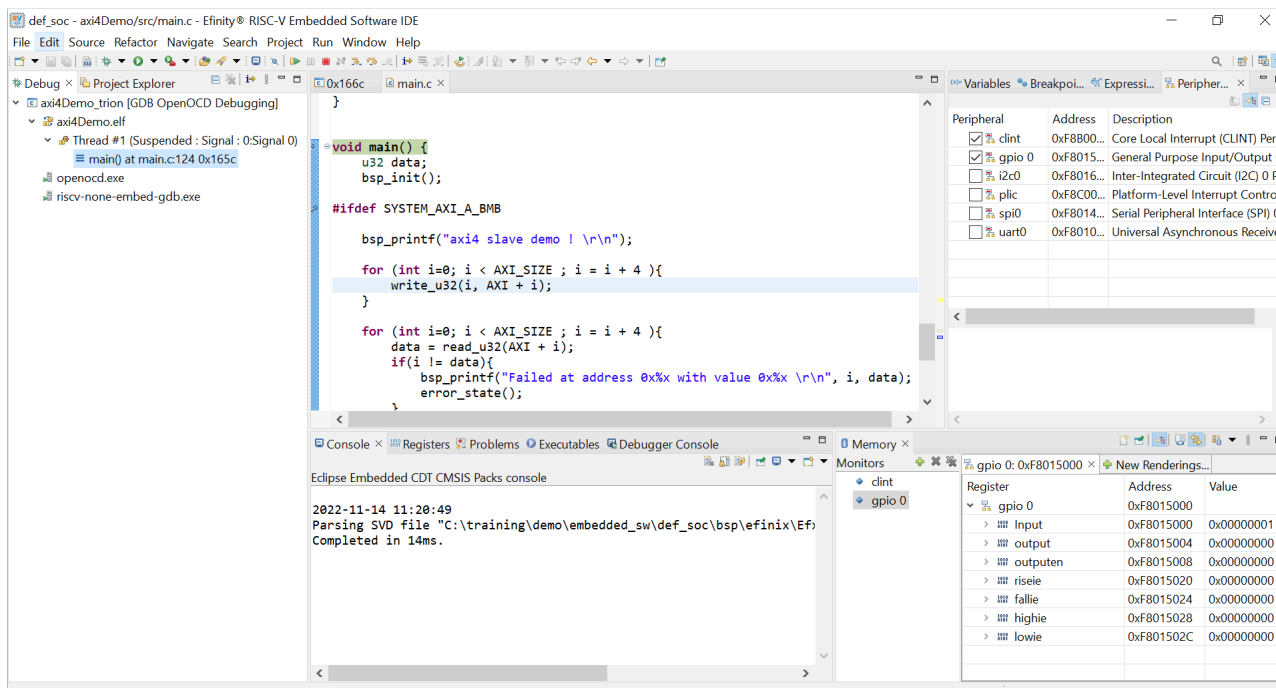 def_soc - axi4Demo/src/main.c - Efinity® RISC-V Embedded Software IDE
File Edit Source Refactor Navigate Search Project Run Window Help
Debug Project Explorer
axi4Demo_trion [GDB OpenOCD Debugging]
axi4Demo.elf
Thread #1 (Suspended : Signal : 0:Signal 0)
main() at main.c:124 0x165c
openocd.exe
riscv-none-embed-gdb.exe
0x166c main.c
}
void main() {
u32 data;
bsp_init();
#ifdef SYSTEM_AXI_A_BMB
bsp_printf("axi4 slave demo ! \r\n");
for (int i=0; i < AXI_SIZE ; i = i + 4 ){
write_u32(i, AXI + i);
}
for (int i=0; i < AXI_SIZE ; i = i + 4 ){
data = read_u32(AXI + i);
if(i != data){
bsp_printf("Failed at address 0x%x with value 0x%x \r\n", i, data);
error_state();
}
Variables Breakpoi... Expressi... Peripher...
Peripheral Address Description
clint 0xF8B00... Core Local Interrupt (CLINT) Per
gpio 0 0xF8015... General Purpose Input/Output
i2c0 0xF8016... Inter-Integrated Circuit (I2C) 0 P
plic 0xF8C00... Platform-Level Interrupt Contro
spi0 0xF8014... Serial Peripheral Interface (SPI) 0
uart0 0xF8010... Universal Asynchronous Receive
Console Registers Problems Executables Debugger Console
Eclipse Embedded CDT CMSIS Packs console
2022-11-14 11:20:49
Parsing SVD file "C:\training\demo\embedded_sw\def_soc\bsp\efinix\Ef
Completed in 14ms.
Memory
Monitors
clint
gpio 0
gpio 0: 0xF8015000 New Renderings...
Register Address Value
gpio 0 0xF8015000
Input 0xF8015000 0x00000001
output 0xF8015004 0x00000000
outputen 0xF8015008 0x00000000
riseie 0xF8015020 0x00000000
fallie 0xF8015024 0x00000000
highie 0xF8015028 0x00000000
lowie 0xF801502C 0x00000000